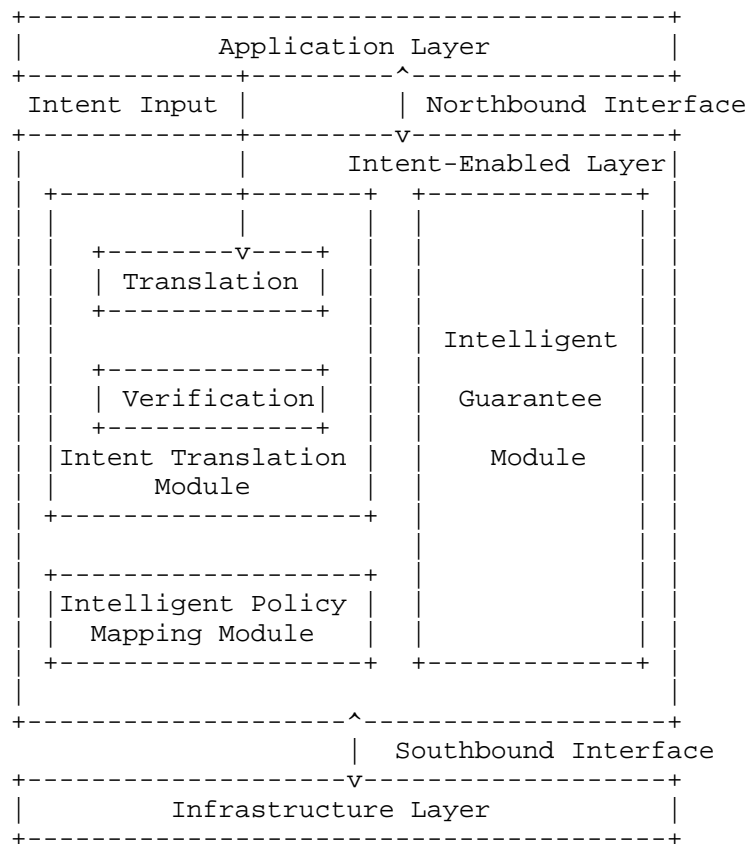 Application Layer
Intent Input Northbound Interface
Intent-Enabled Layer
Translation
Intelligent
Verification Guarantee
Intent Translation Module
Module
Intelligent Policy
Mapping Module
Southbound Interface
Infrastructure Layer